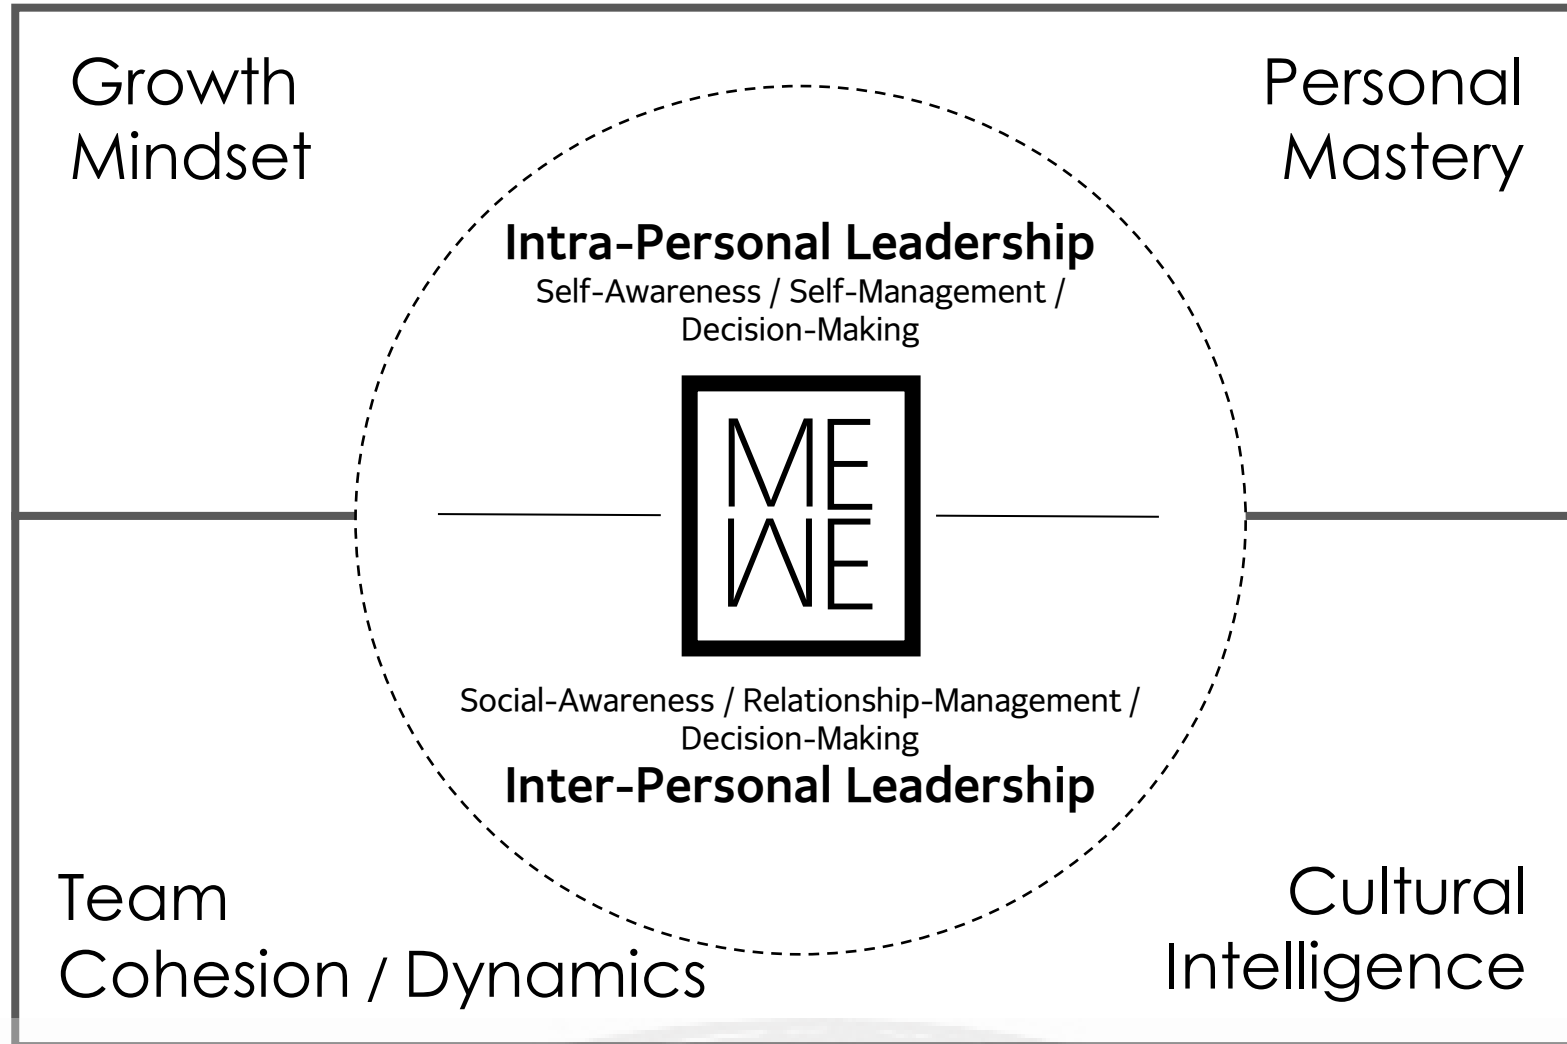 Growth
Mindset
Personal
Mastery
Intra-Personal Leadership
Self-Awareness / Self-Management /
Decision-Making
ME
WE
Social-Awareness / Relationship-Management /
Decision-Making
Inter-Personal Leadership
Team
Cohesion / Dynamics
Cultural
Intelligence